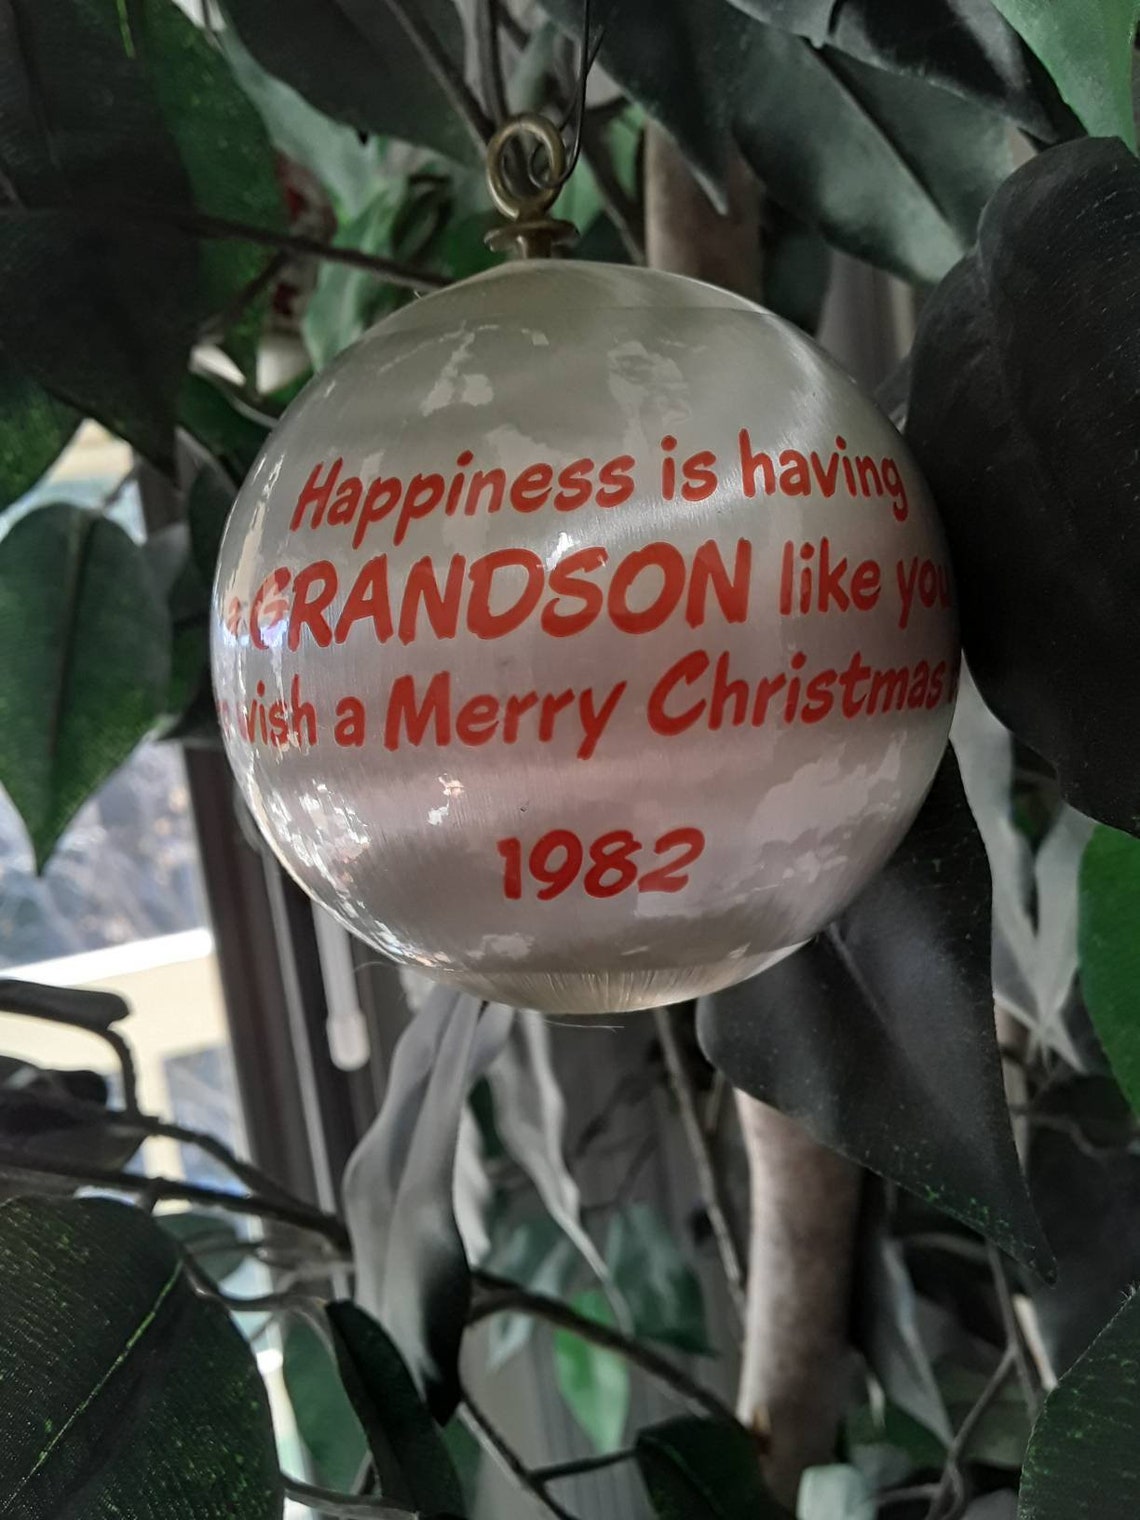 Happiness is having
a GRANDSON like you
wish a Merry Christmas
1982